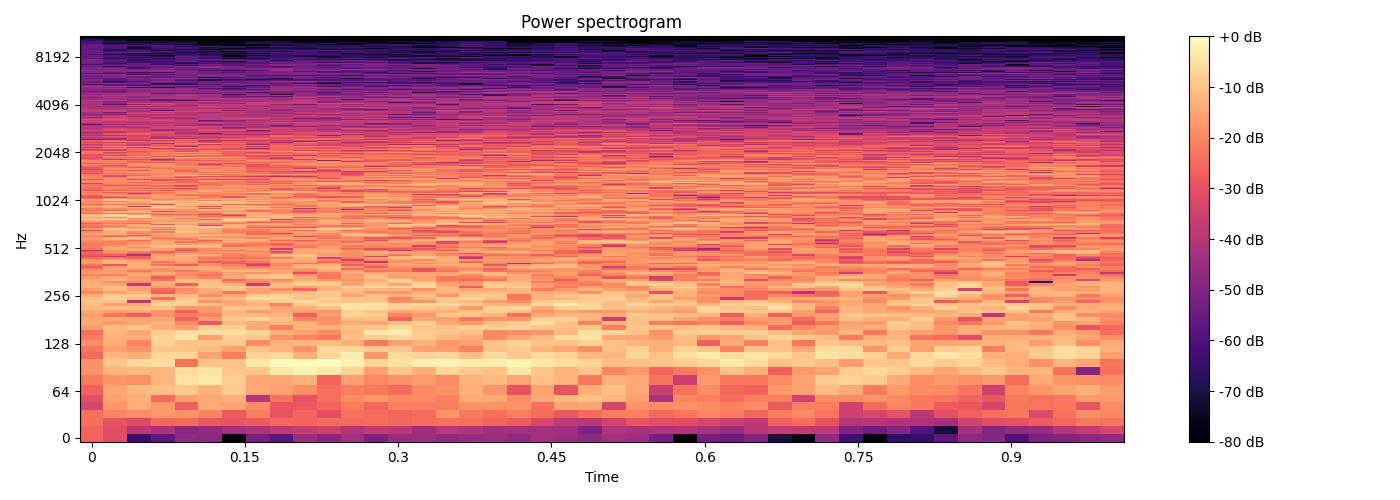 Power spectrogram
Hz
8192
4096
2048
1024
512
256
128
64
0
0 0.15 0.3 0.45 0.6 0.75 0.9
Time
+0 dB
-10 dB
-20 dB
-30 dB
-40 dB
-50 dB
-60 dB
-70 dB
-80 dB